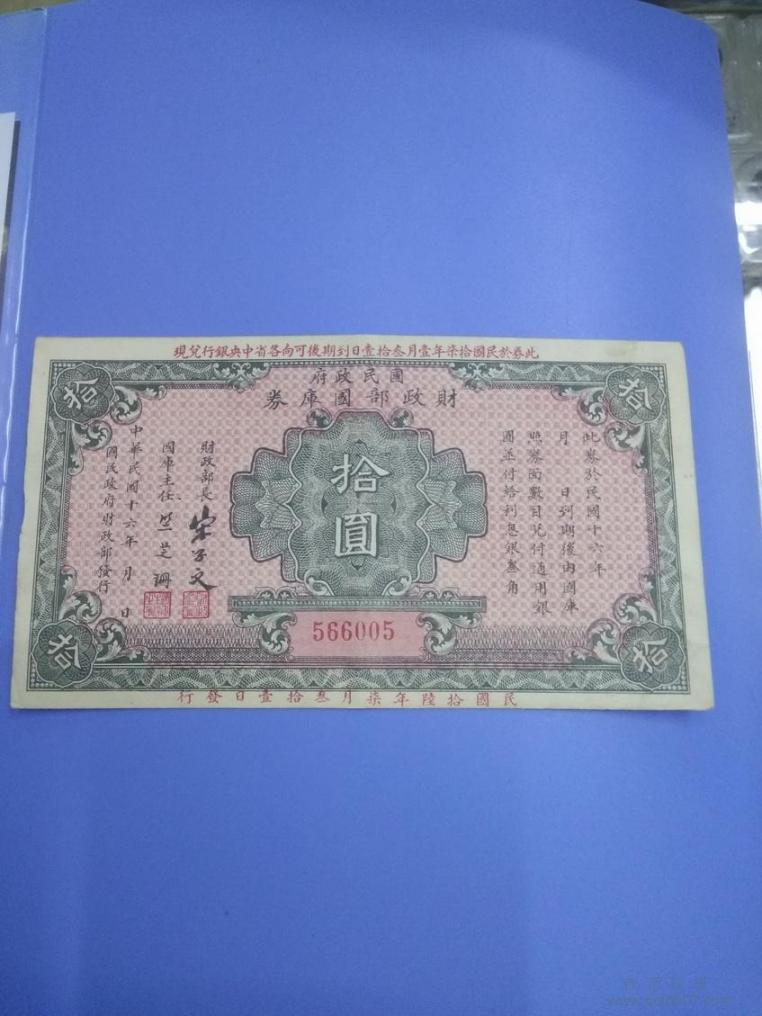 此券於民國拾柒年壹月叁拾壹日到期後可向各省中央銀行兌現
國民政府
財政部國庫券
拾
拾
拾圓
此券於民國十六年
月 日到期後由國庫
照券面數目兌付通用銀
圓並付給利息銀叁角
財政部長 宋子文
國庫主任
中華民國十六年 月 日
國民政府財政部發行
566005
拾
拾
民國拾陸年柒月叁拾壹日發行